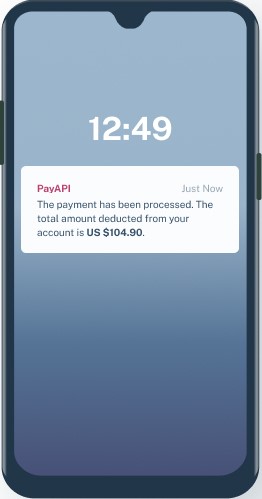 12:49
PayAPI Just Now
The payment has been processed. The
total amount deducted from your
account is US $104.90.